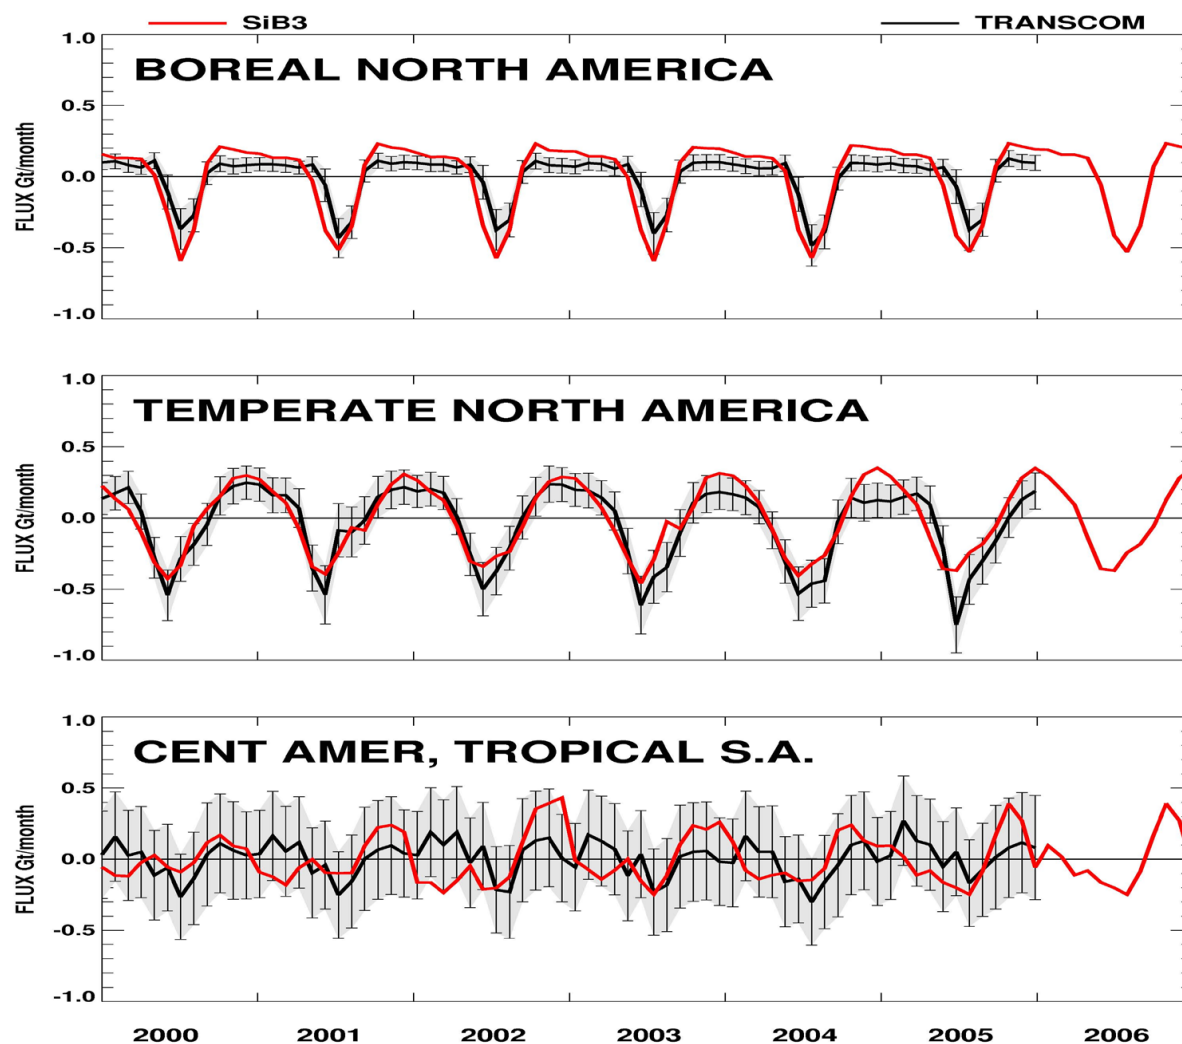 SiB3 TRANSCOM
1.0
BOREAL NORTH AMERICA
0.5
0.0
-0.5
-1.0
FLUX Gt/month
1.0
TEMPERATE NORTH AMERICA
0.5
0.0
-0.5
-1.0
FLUX Gt/month
1.0
CENT AMER, TROPICAL S.A.
0.5
0.0
-0.5
-1.0
FLUX Gt/month
2000 2001 2002 2003 2004 2005 2006